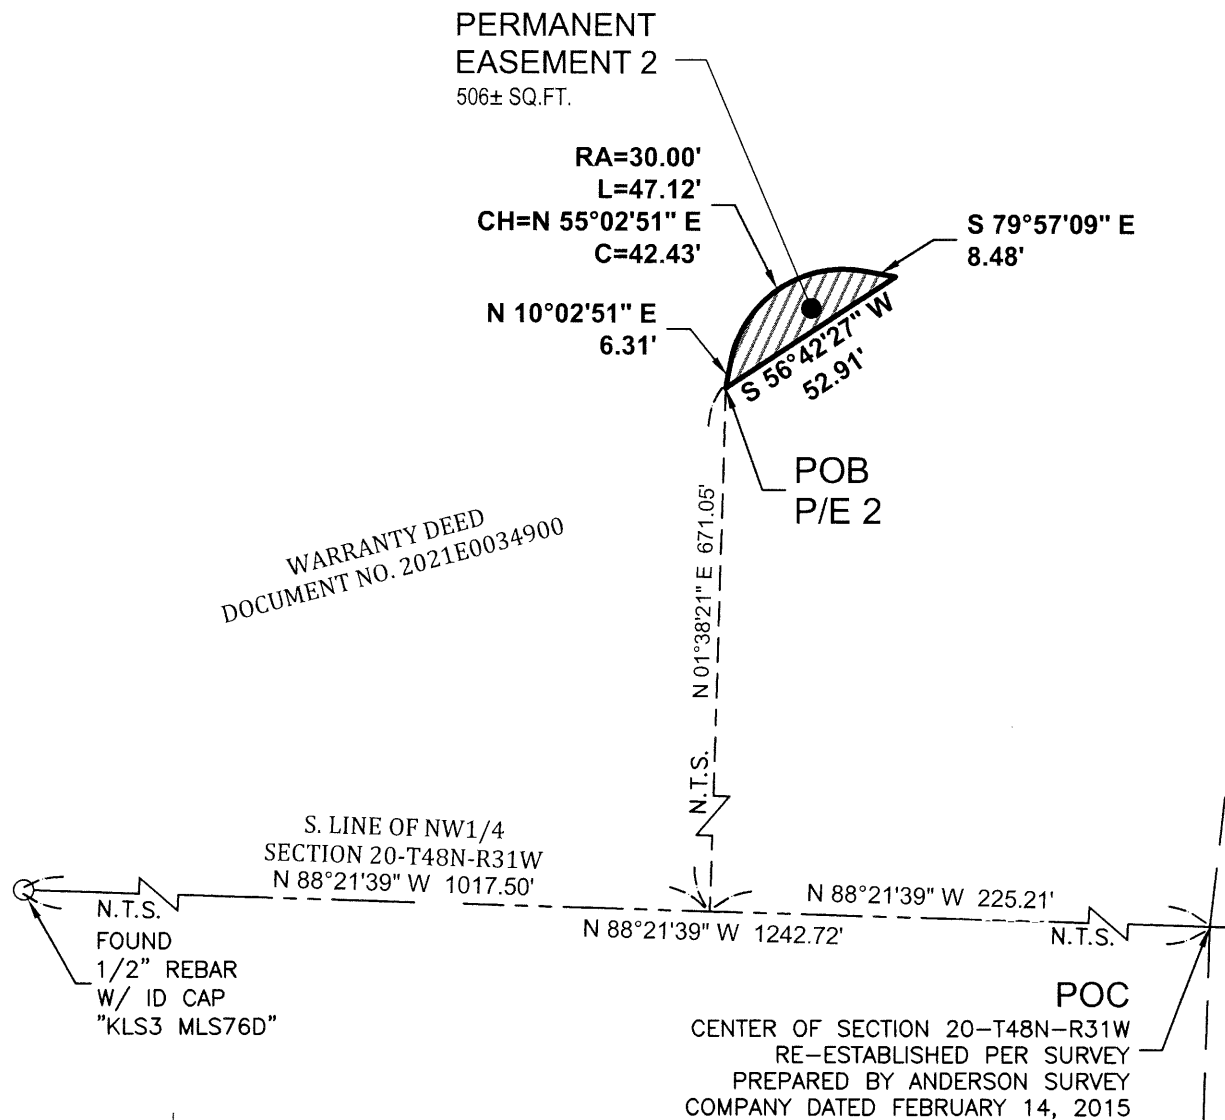 PERMANENT
EASEMENT 2
506± SQ.FT.
RA=30.00'
L=47.12'
CH=N 55°02'51" E
C=42.43'
S 79°57'09" E
8.48'
N 10°02'51" E
6.31'
S 56°42'27" W
52.91'
POB
P/E 2
N 01°38'21" E 671.05'
N.T.S.
WARRANTY DEED
DOCUMENT NO. 2021E0034900
S. LINE OF NW1/4
SECTION 20-T48N-R31W
N 88°21'39" W 1017.50'
N 88°21'39" W 225.21'
N 88°21'39" W 1242.72'
N.T.S.
N.T.S.
FOUND
1/2" REBAR
W/ ID CAP
"KLS3 MLS76D"
POC
CENTER OF SECTION 20-T48N-R31W
RE-ESTABLISHED PER SURVEY
PREPARED BY ANDERSON SURVEY
COMPANY DATED FEBRUARY 14, 2015